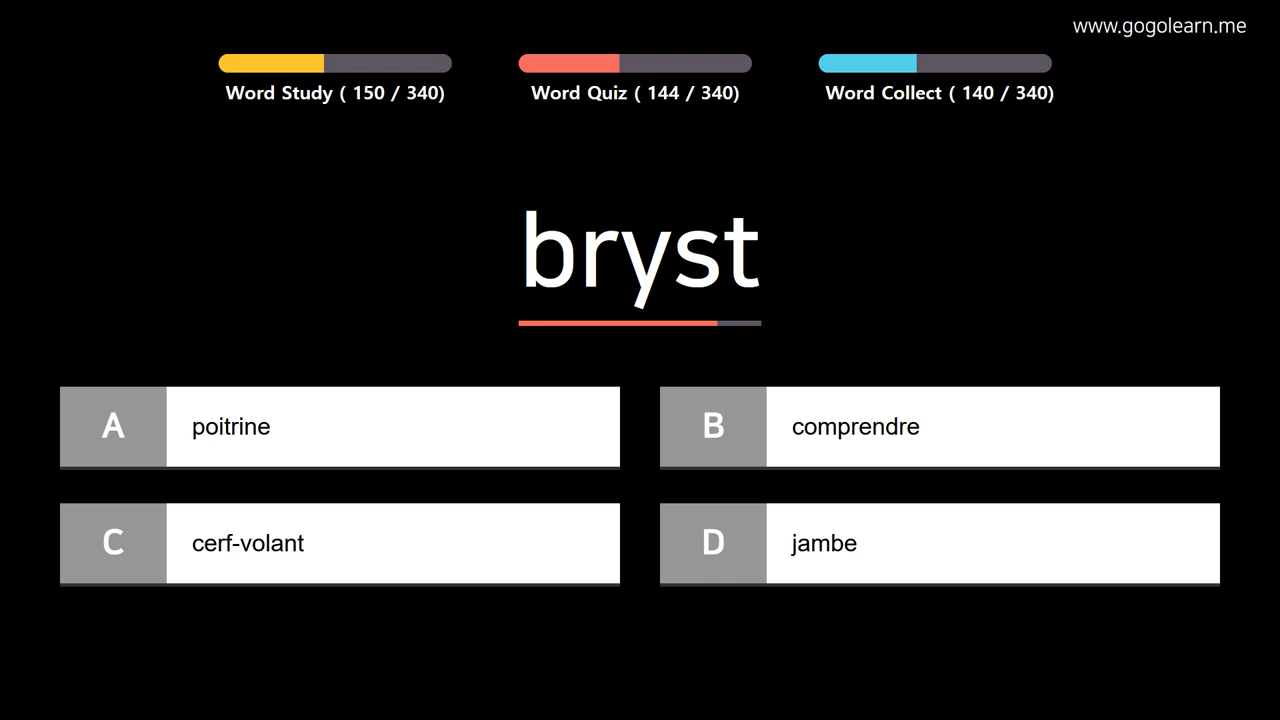 www.gogolearn.me
Word Study ( 150 / 340)
Word Quiz ( 144 / 340)
Word Collect ( 140 / 340)
bryst
A poitrine
B comprendre
C cerf-volant
D jambe